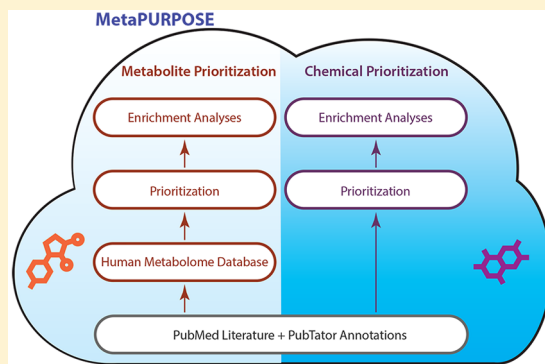 MetaPURPOSE
Metabolite Prioritization
Chemical Prioritization
Enrichment Analyses
Enrichment Analyses
Prioritization
Prioritization
Human Metabolome Database
PubMed Literature + PubTator Annotations